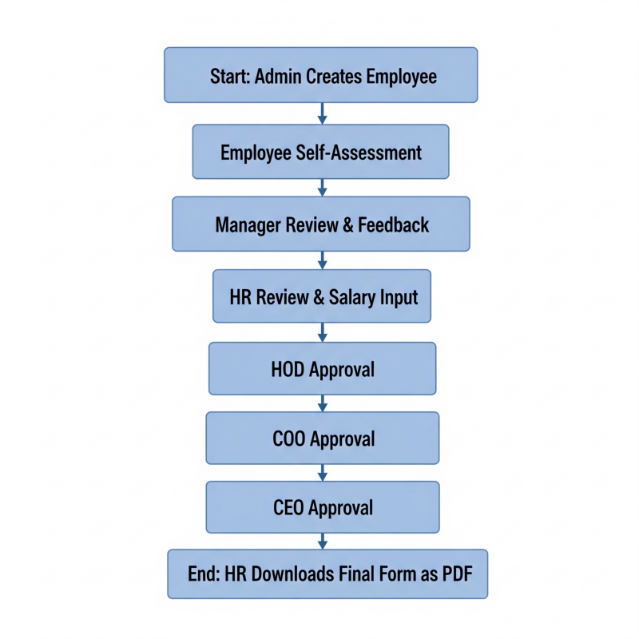 Start: Admin Creates Employee
Employee Self-Assessment
Manager Review & Feedback
HR Review & Salary Input
HOD Approval
COO Approval
CEO Approval
End: HR Downloads Final Form as PDF